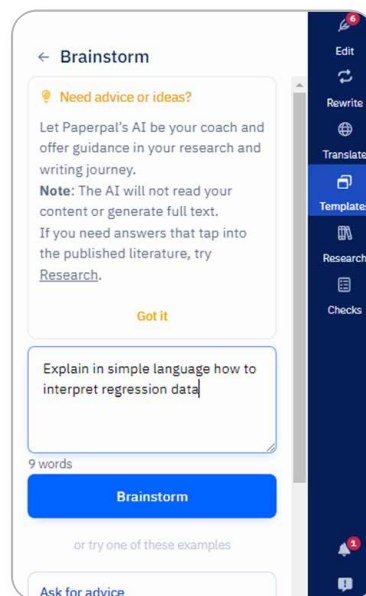 ← Brainstorm
Need advice or ideas?
Let Paperpal's AI be your coach and
offer guidance in your research and
writing journey.
Note: The AI will not read your
content or generate full text.
If you need answers that tap into
the published literature, try
Research.
Got it
Explain in simple language how to
interpret regression data
9 words
Brainstorm
or try one of these examples
Ask for advice
6
Edit
Rewrite
Translate
Templates
Research
Checks
1